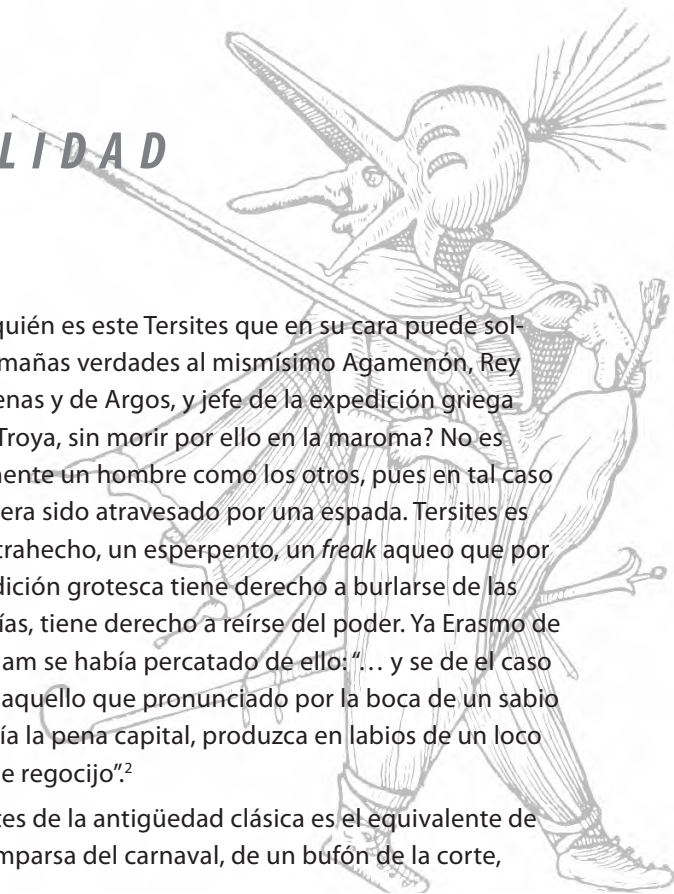 LIDAD
quién es este Tersites que en su cara puede sol-
mañas verdades al mismísimo Agamenón, Rey
enas y de Argos, y jefe de la expedición griega
Troya, sin morir por ello en la maroma? No es
mente un hombre como los otros, pues en tal caso
era sido atravesado por una espada. Tersites es
trahecho, un esperpento, un freak aqueo que por
dición grotesca tiene derecho a burlarse de las
ías, tiene derecho a reírse del poder. Ya Erasmo de
am se había percatado de ello: “… y se de el caso
aquello que pronunciado por la boca de un sabio
ía la pena capital, produzca en labios de un loco
e regocijo”.2
tes de la antigüedad clásica es el equivalente de
mparsa del carnaval, de un bufón de la corte,